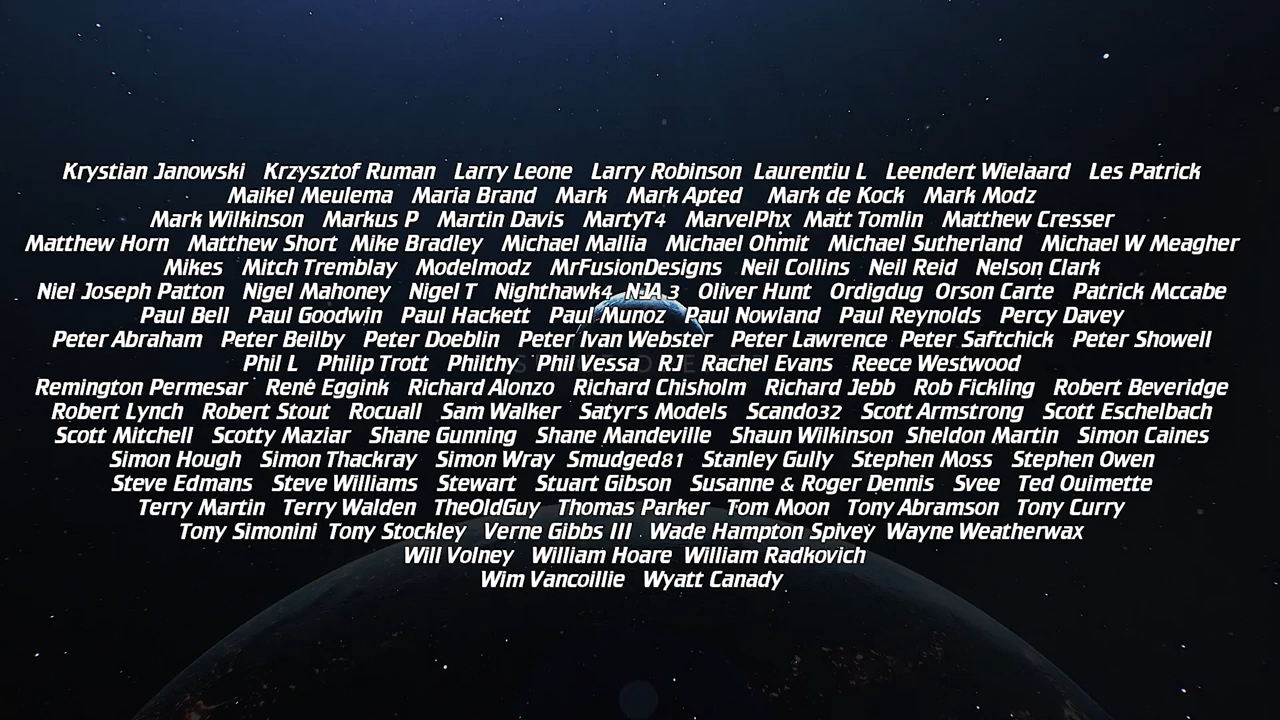 Krystian Janowski Krzysztof Ruman Larry Leone Larry Robinson Laurentiu L Leendert Wielaard Les Patrick
Maikel Meulema Maria Brand Mark Mark Apted Mark de Kock Mark Modz
Mark Wilkinson Markus P Martin Davis MartyT4 MarvelPhx Matt Tomlin Matthew Cresser
Matthew Horn Matthew Short Mike Bradley Michael Mallia Michael Ohmit Michael Sutherland Michael W Meagher
Mikes Mitch Tremblay Modelmodz MrFusionDesigns Neil Collins Neil Reid Nelson Clark
Niel Joseph Patton Nigel Mahoney Nigel T Nighthawk4 NJA 3 Oliver Hunt Ordigdug Orson Carte Patrick Mccabe
Paul Bell Paul Goodwin Paul Hackett Paul Munoz Paul Nowland Paul Reynolds Percy Davey
Peter Abraham Peter Beilby Peter Doeblin Peter Ivan Webster Peter Lawrence Peter Saftchick Peter Showell
Phil L Philip Trott Philthy Phil Vessa RJ Rachel Evans Reece Westwood
Remington Permesar René Eggink Richard Alonzo Richard Chisholm Richard Jebb Rob Fickling Robert Beveridge
Robert Lynch Robert Stout Rocuall Sam Walker Satyr's Models Scando32 Scott Armstrong Scott Eschelbach
Scott Mitchell Scotty Maziar Shane Gunning Shane Mandeville Shaun Wilkinson Sheldon Martin Simon Caines
Simon Hough Simon Thackray Simon Wray Smudged81 Stanley Gully Stephen Moss Stephen Owen
Steve Edmans Steve Williams Stewart Stuart Gibson Susanne & Roger Dennis Svee Ted Ouimette
Terry Martin Terry Walden TheOldGuy Thomas Parker Tom Moon Tony Abramson Tony Curry
Tony Simonini Tony Stockley Verne Gibbs III Wade Hampton Spivey Wayne Weatherwax
Will Volney William Hoare William Radkovich
Wim Vancoillie Wyatt Canady